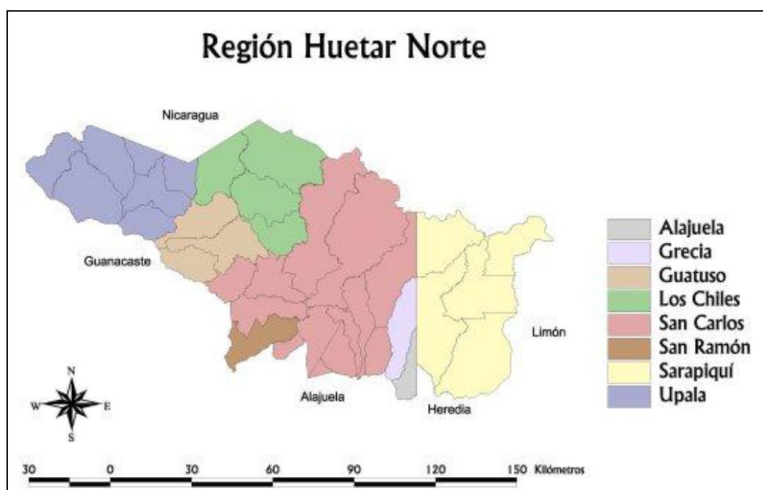 Región Huetar Norte
Nicaragua
Guanacaste
Alajuela
Heredia
Limón
Alajuela
Grecia
Guatuso
Los Chiles
San Carlos
San Ramón
Sarapiquí
Upala
N
W E
S
30 0 30 60 90 120 150 Kilómetros